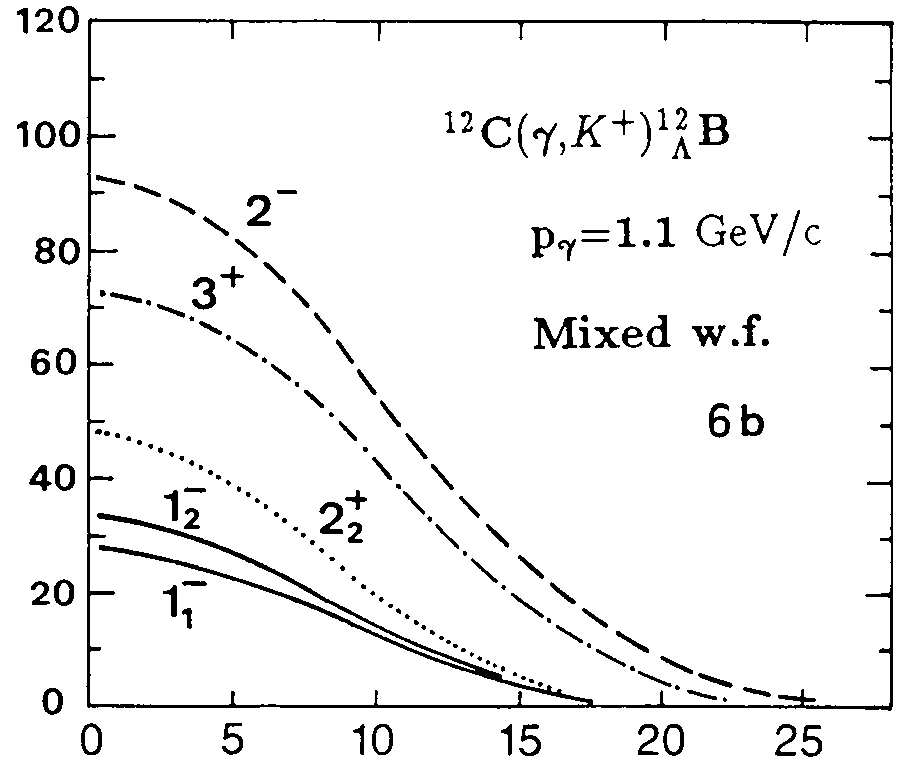 120
100
80
60
40
20
0
¹²C(γ,K⁺)¹²ΛB
pγ=1.1 GeV/c
Mixed w.f.
6b
2⁻
3⁺
2₂⁺
1₂⁻
1₁⁻
0 5 10 15 20 25